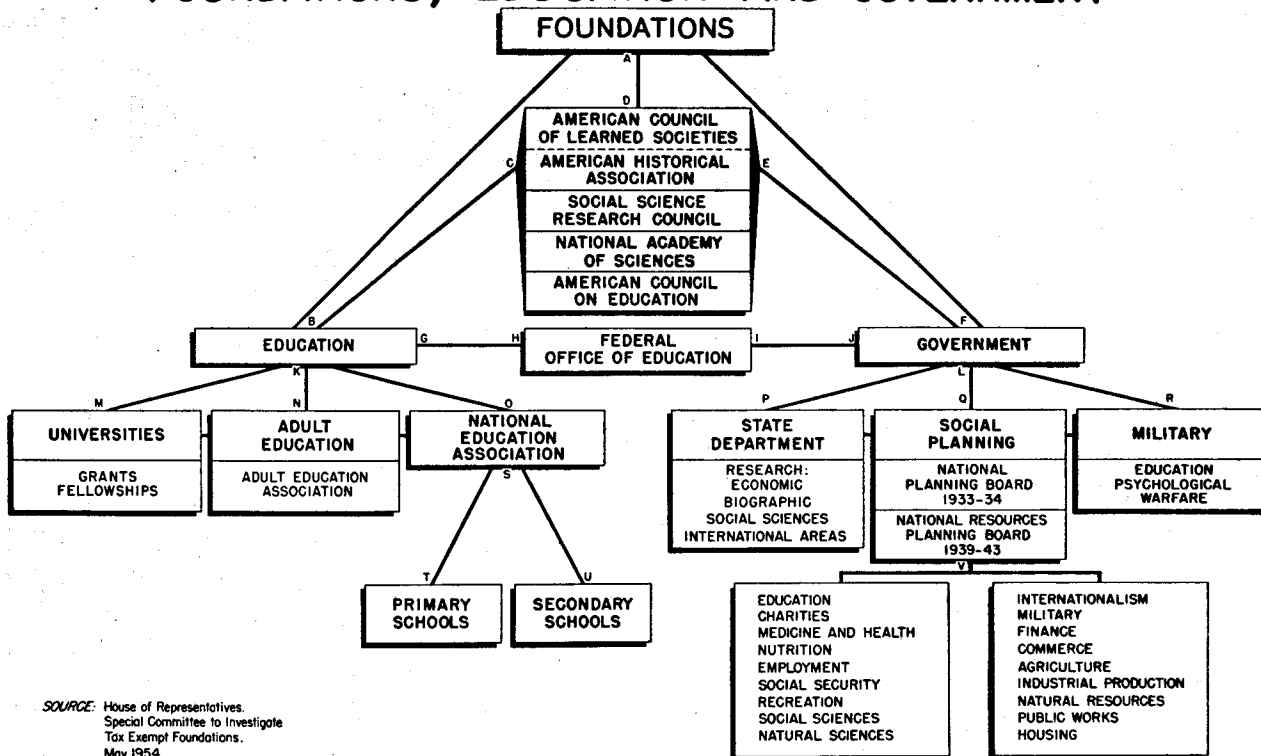 FOUNDATIONS, EDUCATION AND GOVERNMENT
FOUNDATIONS
A
D
AMERICAN COUNCIL
OF LEARNED SOCIETIES
C
AMERICAN HISTORICAL
ASSOCIATION
E
SOCIAL SCIENCE
RESEARCH COUNCIL
NATIONAL ACADEMY
OF SCIENCES
AMERICAN COUNCIL
ON EDUCATION
B
F
EDUCATION
G
H
FEDERAL
OFFICE OF EDUCATION
I
J
GOVERNMENT
K
L
M
N
O
P
Q
R
UNIVERSITIES
GRANTS
FELLOWSHIPS
ADULT
EDUCATION
ADULT EDUCATION
ASSOCIATION
NATIONAL
EDUCATION
ASSOCIATION
S
STATE
DEPARTMENT
RESEARCH:
ECONOMIC
BIOGRAPHIC
SOCIAL SCIENCES
INTERNATIONAL AREAS
SOCIAL
PLANNING
NATIONAL
PLANNING BOARD
1933-34
NATIONAL RESOURCES
PLANNING BOARD
1939-43
V
MILITARY
EDUCATION
PSYCHOLOGICAL
WARFARE
T
U
PRIMARY
SCHOOLS
SECONDARY
SCHOOLS
EDUCATION
CHARITIES
MEDICINE AND HEALTH
NUTRITION
EMPLOYMENT
SOCIAL SECURITY
RECREATION
SOCIAL SCIENCES
NATURAL SCIENCES
INTERNATIONALISM
MILITARY
FINANCE
COMMERCE
AGRICULTURE
INDUSTRIAL PRODUCTION
NATURAL RESOURCES
PUBLIC WORKS
HOUSING
SOURCE: House of Representatives.
Special Committee to Investigate
Tax Exempt Foundations.
May 1954